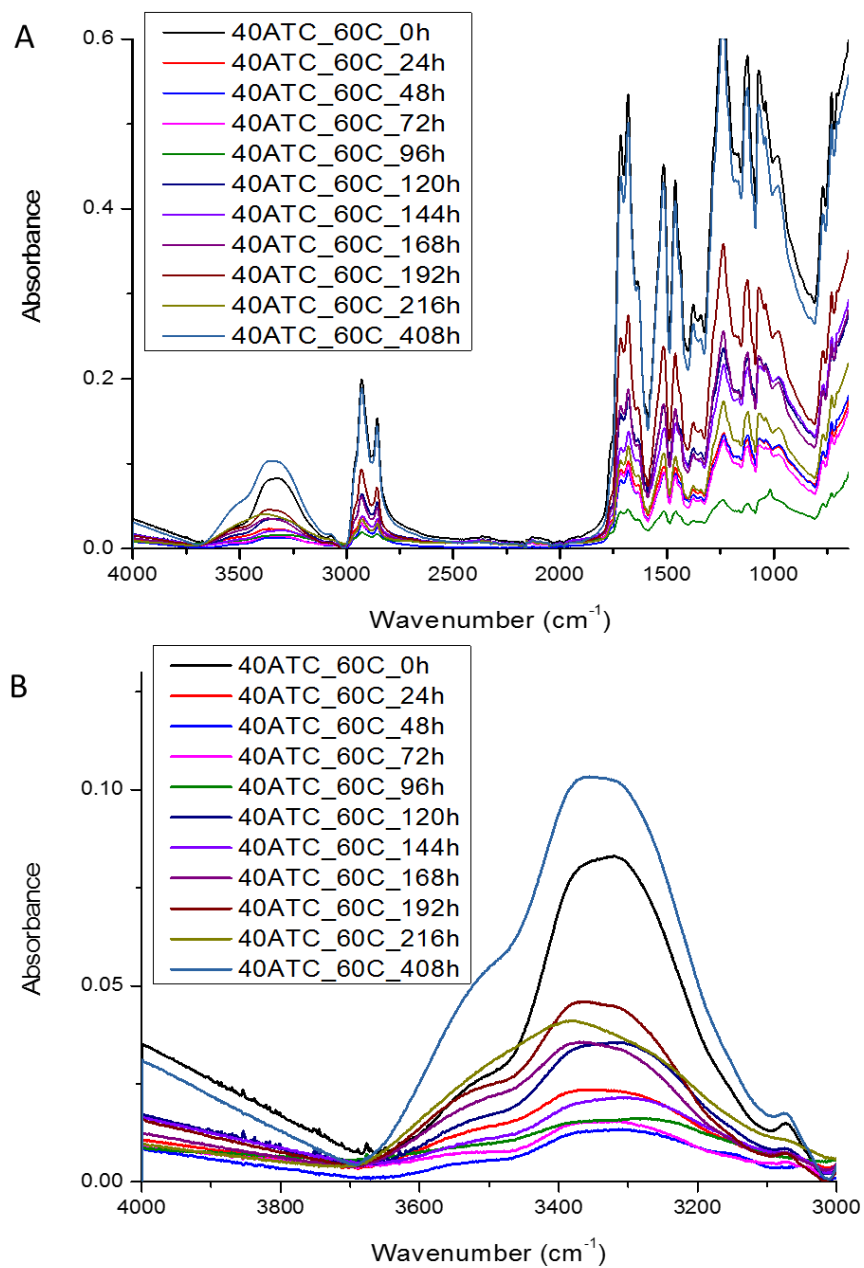 A
0.6
40ATC_60C_0h
40ATC_60C_24h
40ATC_60C_48h
40ATC_60C_72h
40ATC_60C_96h
40ATC_60C_120h
40ATC_60C_144h
40ATC_60C_168h
40ATC_60C_192h
40ATC_60C_216h
40ATC_60C_408h
0.4
0.2
0.0
Absorbance
4000 3500 3000 2500 2000 1500 1000
Wavenumber (cm⁻¹)
B
40ATC_60C_0h
40ATC_60C_24h
40ATC_60C_48h
40ATC_60C_72h
40ATC_60C_96h
40ATC_60C_120h
40ATC_60C_144h
40ATC_60C_168h
40ATC_60C_192h
40ATC_60C_216h
40ATC_60C_408h
0.10
0.05
0.00
Absorbance
4000 3800 3600 3400 3200 3000
Wavenumber (cm⁻¹)